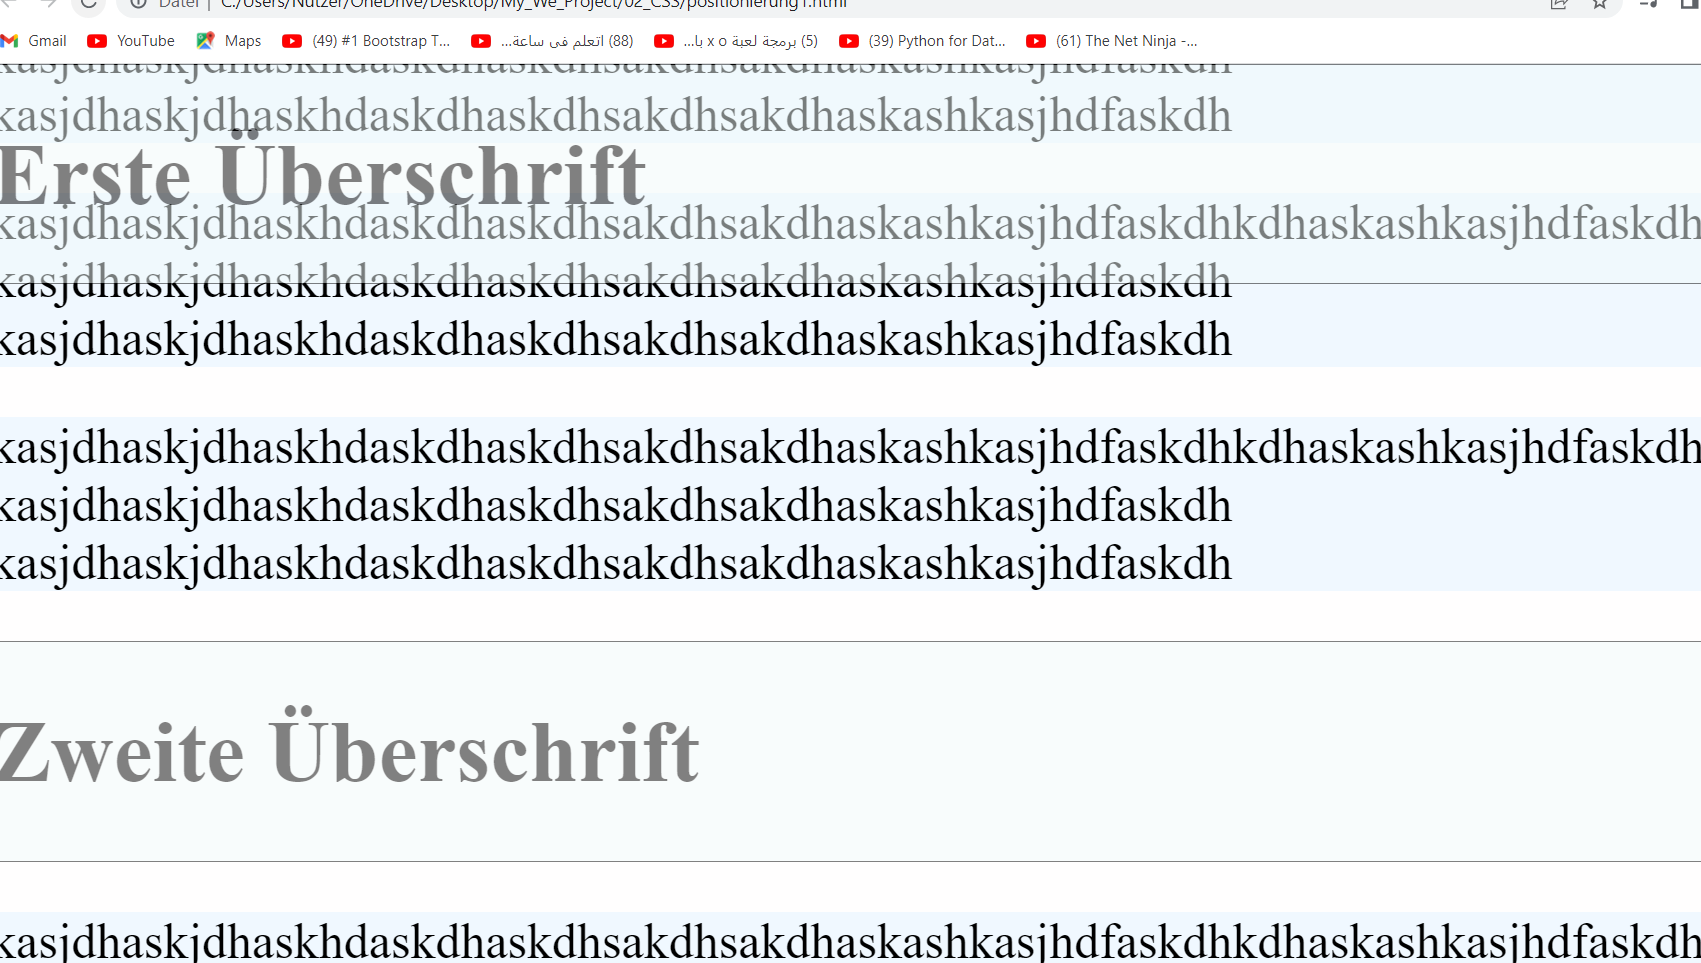 Datei | C:/Users/Nutzer/OneDrive/Desktop/My_We_Project/02_CSS/positionierung1.html
Gmail YouTube Maps (49) #1 Bootstrap T... (88) اتعلم فى ساعة... (5) برمجة لعبة x o با... (39) Python for Dat... (61) The Net Ninja -...
kasjdhaskjdhaskhdaskdhaskdhsakdhsakdhaskashkasjhdfaskdh
kasjdhaskjdhaskhdaskdhaskdhsakdhsakdhaskashkasjhdfaskdh
Erste Überschrift
kasjdhaskjdhaskhdaskdhaskdhsakdhsakdhaskashkasjhdfaskdhkdhaskashkasjhdfaskdh
kasjdhaskjdhaskhdaskdhaskdhsakdhsakdhaskashkasjhdfaskdh
kasjdhaskjdhaskhdaskdhaskdhsakdhsakdhaskashkasjhdfaskdh
kasjdhaskjdhaskhdaskdhaskdhsakdhsakdhaskashkasjhdfaskdhkdhaskashkasjhdfaskdh
kasjdhaskjdhaskhdaskdhaskdhsakdhsakdhaskashkasjhdfaskdh
kasjdhaskjdhaskhdaskdhaskdhsakdhsakdhaskashkasjhdfaskdh
Zweite Überschrift
kasjdhaskjdhaskhdaskdhaskdhsakdhsakdhaskashkasjhdfaskdhkdhaskashkasjhdfaskdh